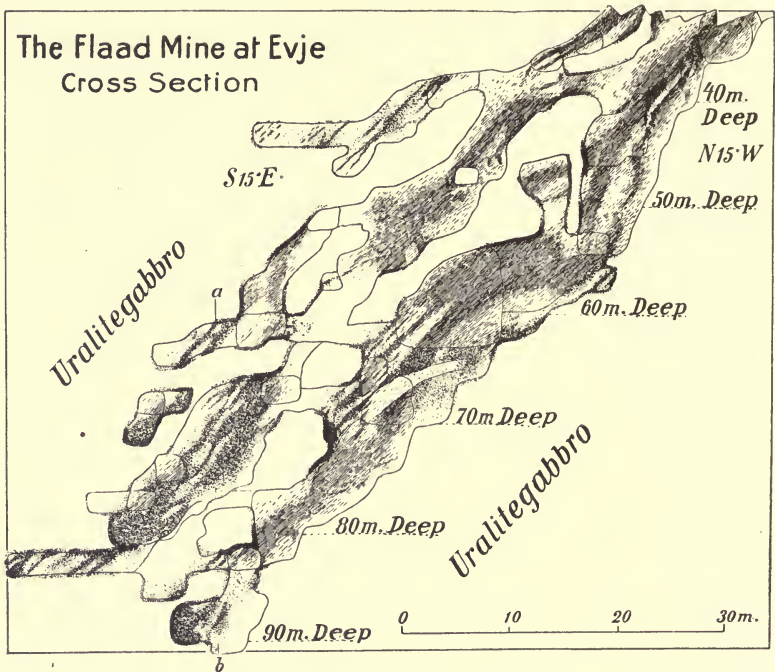 The Flaad Mine at Evje
Cross Section
40m.
Deep
N15·W
S15·E·
50m. Deep
Uralitegabbro
a
60m. Deep
70m Deep
Uralitegabbro
80m. Deep
0 10 20 30m.
90m. Deep
b